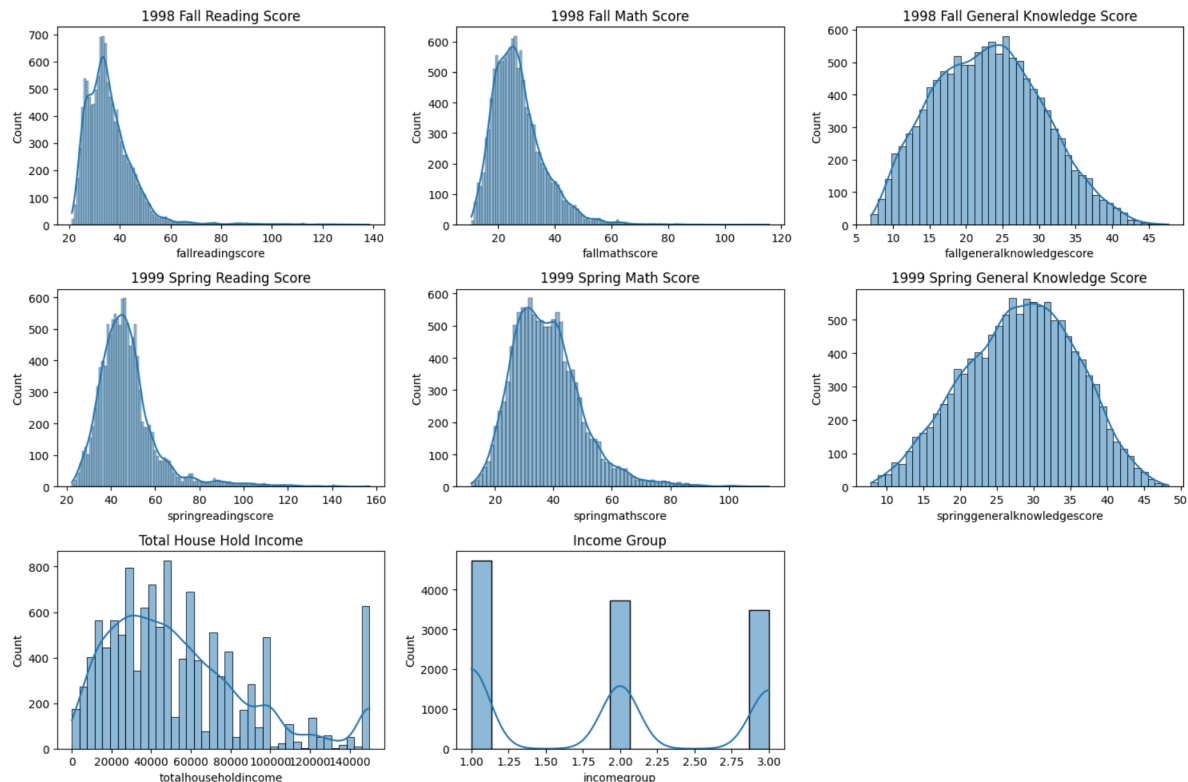 1998 Fall Reading Score
700
600
500
400
300
200
100
0
Count
20 40 60 80 100 120 140
fallreadingscore
1998 Fall Math Score
600
500
400
300
200
100
0
Count
20 40 60 80 100 120
fallmathscore
1998 Fall General Knowledge Score
600
500
400
300
200
100
0
Count
5 10 15 20 25 30 35 40 45
fallgeneralknowledgescore
1999 Spring Reading Score
600
500
400
300
200
100
0
Count
20 40 60 80 100 120 140 160
springreadingscore
1999 Spring Math Score
600
500
400
300
200
100
0
Count
20 40 60 80 100
springmathscore
1999 Spring General Knowledge Score
500
400
300
200
100
0
Count
10 15 20 25 30 35 40 45 50
springgeneralknowledgescore
Total House Hold Income
800
600
400
200
0
Count
0 20000 40000 60000 80000 100000 120000 140000
totalhouseholdincome
Income Group
4000
3000
2000
1000
0
Count
1.00 1.25 1.50 1.75 2.00 2.25 2.50 2.75 3.00
incomegroup